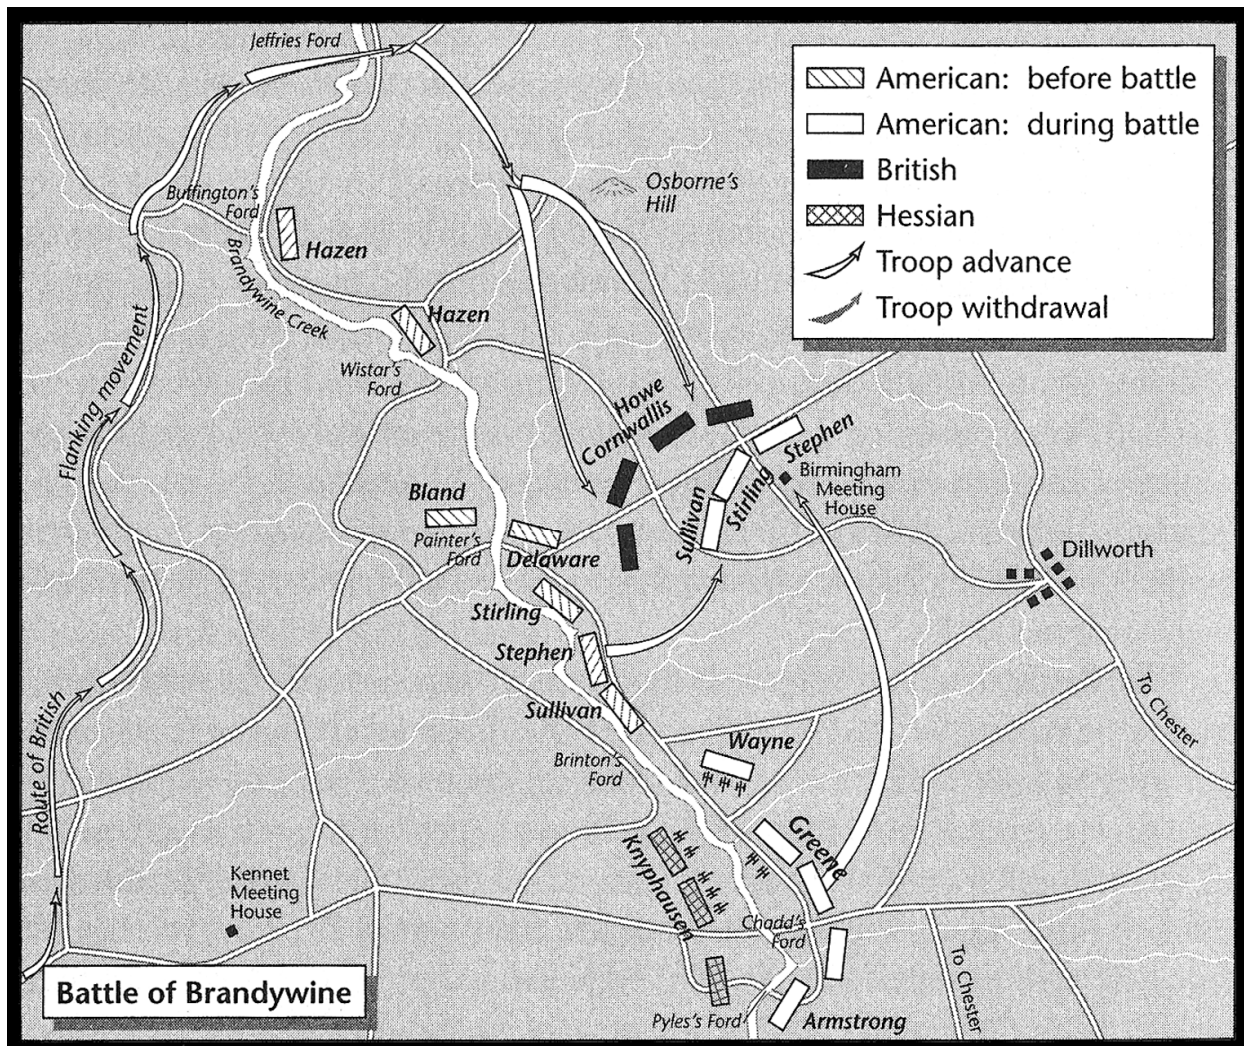 Jeffries Ford
American: before battle
American: during battle
British
Hessian
Troop advance
Troop withdrawal
Osborne's
Hill
Buffington's
Ford
Hazen
Brandywine Creek
Hazen
Wistar's
Ford
Flanking movement
Howe
Cornwallis
Stephen
Birmingham
Meeting
House
Sullivan
Stirling
Bland
Painter's
Ford
Delaware
Dillworth
Stirling
Stephen
Sullivan
To Chester
Route of British
Brinton's
Ford
Wayne
Greene
Knyphausen
Kennet
Meeting
House
Chadd's
Ford
To Chester
Battle of Brandywine
Pyles's Ford
Armstrong